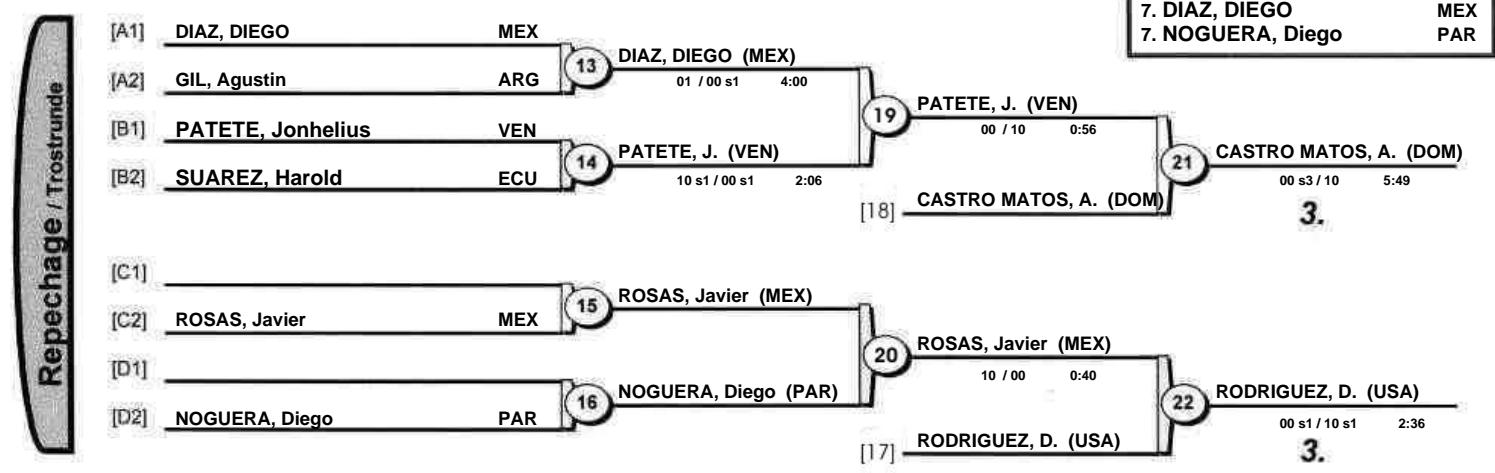 7. DIAZ, DIEGO MEX
7. NOGUERA, Diego PAR
Repechage / Trostrunde
[A1] DIAZ, DIEGO MEX
[A2] GIL, Agustin ARG
[B1] PATETE, Jonhelius VEN
[B2] SUAREZ, Harold ECU
13 DIAZ, DIEGO (MEX)
01 / 00 s1 4:00
14 PATETE, J. (VEN)
10 s1 / 00 s1 2:06
19 PATETE, J. (VEN)
00 / 10 0:56
[18] CASTRO MATOS, A. (DOM)
21 CASTRO MATOS, A. (DOM)
00 s3 / 10 5:49
3.
[C1]
[C2] ROSAS, Javier MEX
[D1]
[D2] NOGUERA, Diego PAR
15 ROSAS, Javier (MEX)
16 NOGUERA, Diego (PAR)
20 ROSAS, Javier (MEX)
10 / 00 0:40
[17] RODRIGUEZ, D. (USA)
22 RODRIGUEZ, D. (USA)
00 s1 / 10 s1 2:36
3.